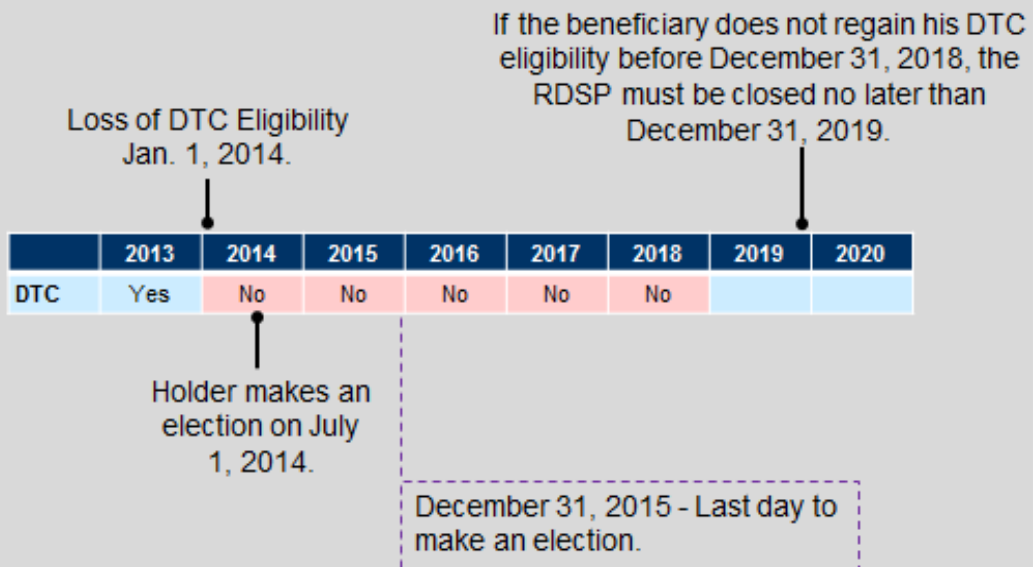 If the beneficiary does not regain his DTC
eligibility before December 31, 2018, the
RDSP must be closed no later than
December 31, 2019.
Loss of DTC Eligibility
Jan. 1, 2014.
2013 2014 2015 2016 2017 2018 2019 2020
DTC Yes No No No No No
Holder makes an
election on July
1, 2014.
December 31, 2015 - Last day to
make an election.